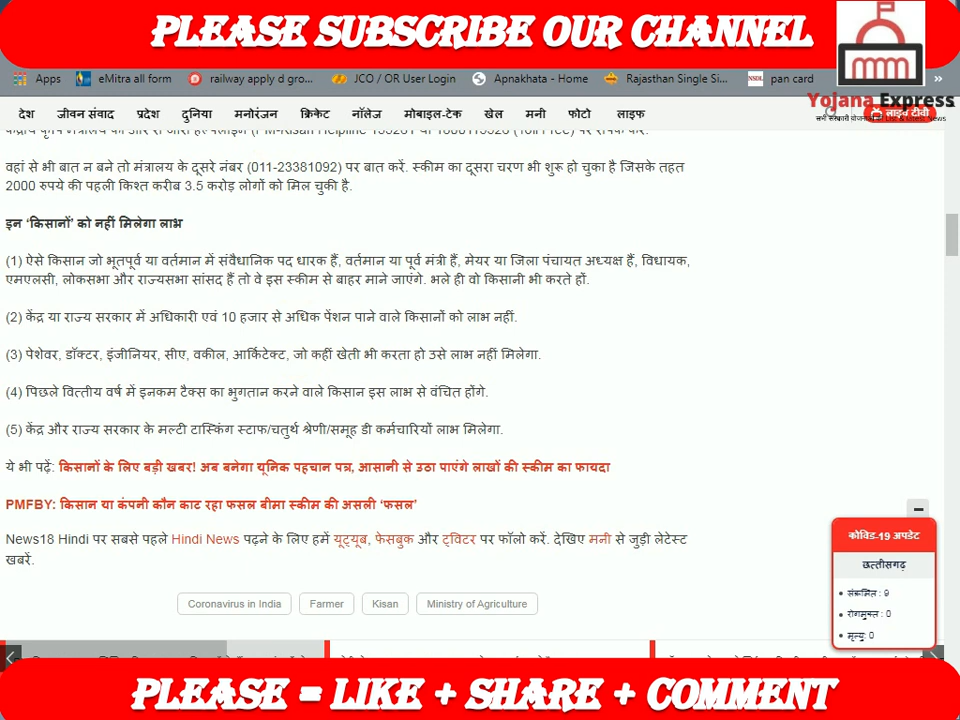 PLEASE SUBSCRIBE OUR CHANNEL
Apps eMitra all form railway apply d gro... JCO / OR User Login Apnakhata - Home Rajasthan Single Si... NSDL pan card »
Yojana Express
देश जीवन संवाद प्रदेश दुनिया मनोरंजन क्रिकेट नॉलेज मोबाइल-टेक खेल मनी फोटो लाइफ लाइव टीवी
वहां से भी बात न बने तो मंत्रालय के दूसरे नंबर (011-23381092) पर बात करें. स्कीम का दूसरा चरण भी शुरू हो चुका है जिसके तहत
2000 रुपये की पहली किश्त करीब 3.5 करोड़ लोगों को मिल चुकी है.
इन ‘किसानों’ को नहीं मिलेगा लाभ
(1) ऐसे किसान जो भूतपूर्व या वर्तमान में संवैधानिक पद धारक हैं, वर्तमान या पूर्व मंत्री हैं, मेयर या जिला पंचायत अध्यक्ष हैं, विधायक,
एमएलसी, लोकसभा और राज्यसभा सांसद हैं तो वे इस स्कीम से बाहर माने जाएंगे. भले ही वो किसानी भी करते हों.
(2) केंद्र या राज्य सरकार में अधिकारी एवं 10 हजार से अधिक पेंशन पाने वाले किसानों को लाभ नहीं.
(3) पेशेवर, डॉक्टर, इंजीनियर, सीए, वकील, आर्किटेक्ट, जो कहीं खेती भी करता हो उसे लाभ नहीं मिलेगा.
(4) पिछले वित्तीय वर्ष में इनकम टैक्स का भुगतान करने वाले किसान इस लाभ से वंचित होंगे.
(5) केंद्र और राज्य सरकार के मल्टी टास्किंग स्टाफ/चतुर्थ श्रेणी/समूह डी कर्मचारियों लाभ मिलेगा.
ये भी पढ़ें: किसानों के लिए बड़ी खबर! अब बनेगा यूनिक पहचान पत्र, आसानी से उठा पाएंगे लाखों की स्कीम का फायदा
PMFBY: किसान या कंपनी कौन काट रहा फसल बीमा स्कीम की असली ‘फसल’
News18 Hindi पर सबसे पहले Hindi News पढ़ने के लिए हमें यूट्यूब, फेसबुक और ट्विटर पर फॉलो करें. देखिए मनी से जुड़ी लेटेस्ट
खबरें.
कोविड-19 अपडेट
छत्तीसगढ़
संक्रमित : 9
रोगमुक्त : 0
मृत्यु: 0
Coronavirus in India Farmer Kisan Ministry of Agriculture
PLEASE = LIKE + SHARE + COMMENT